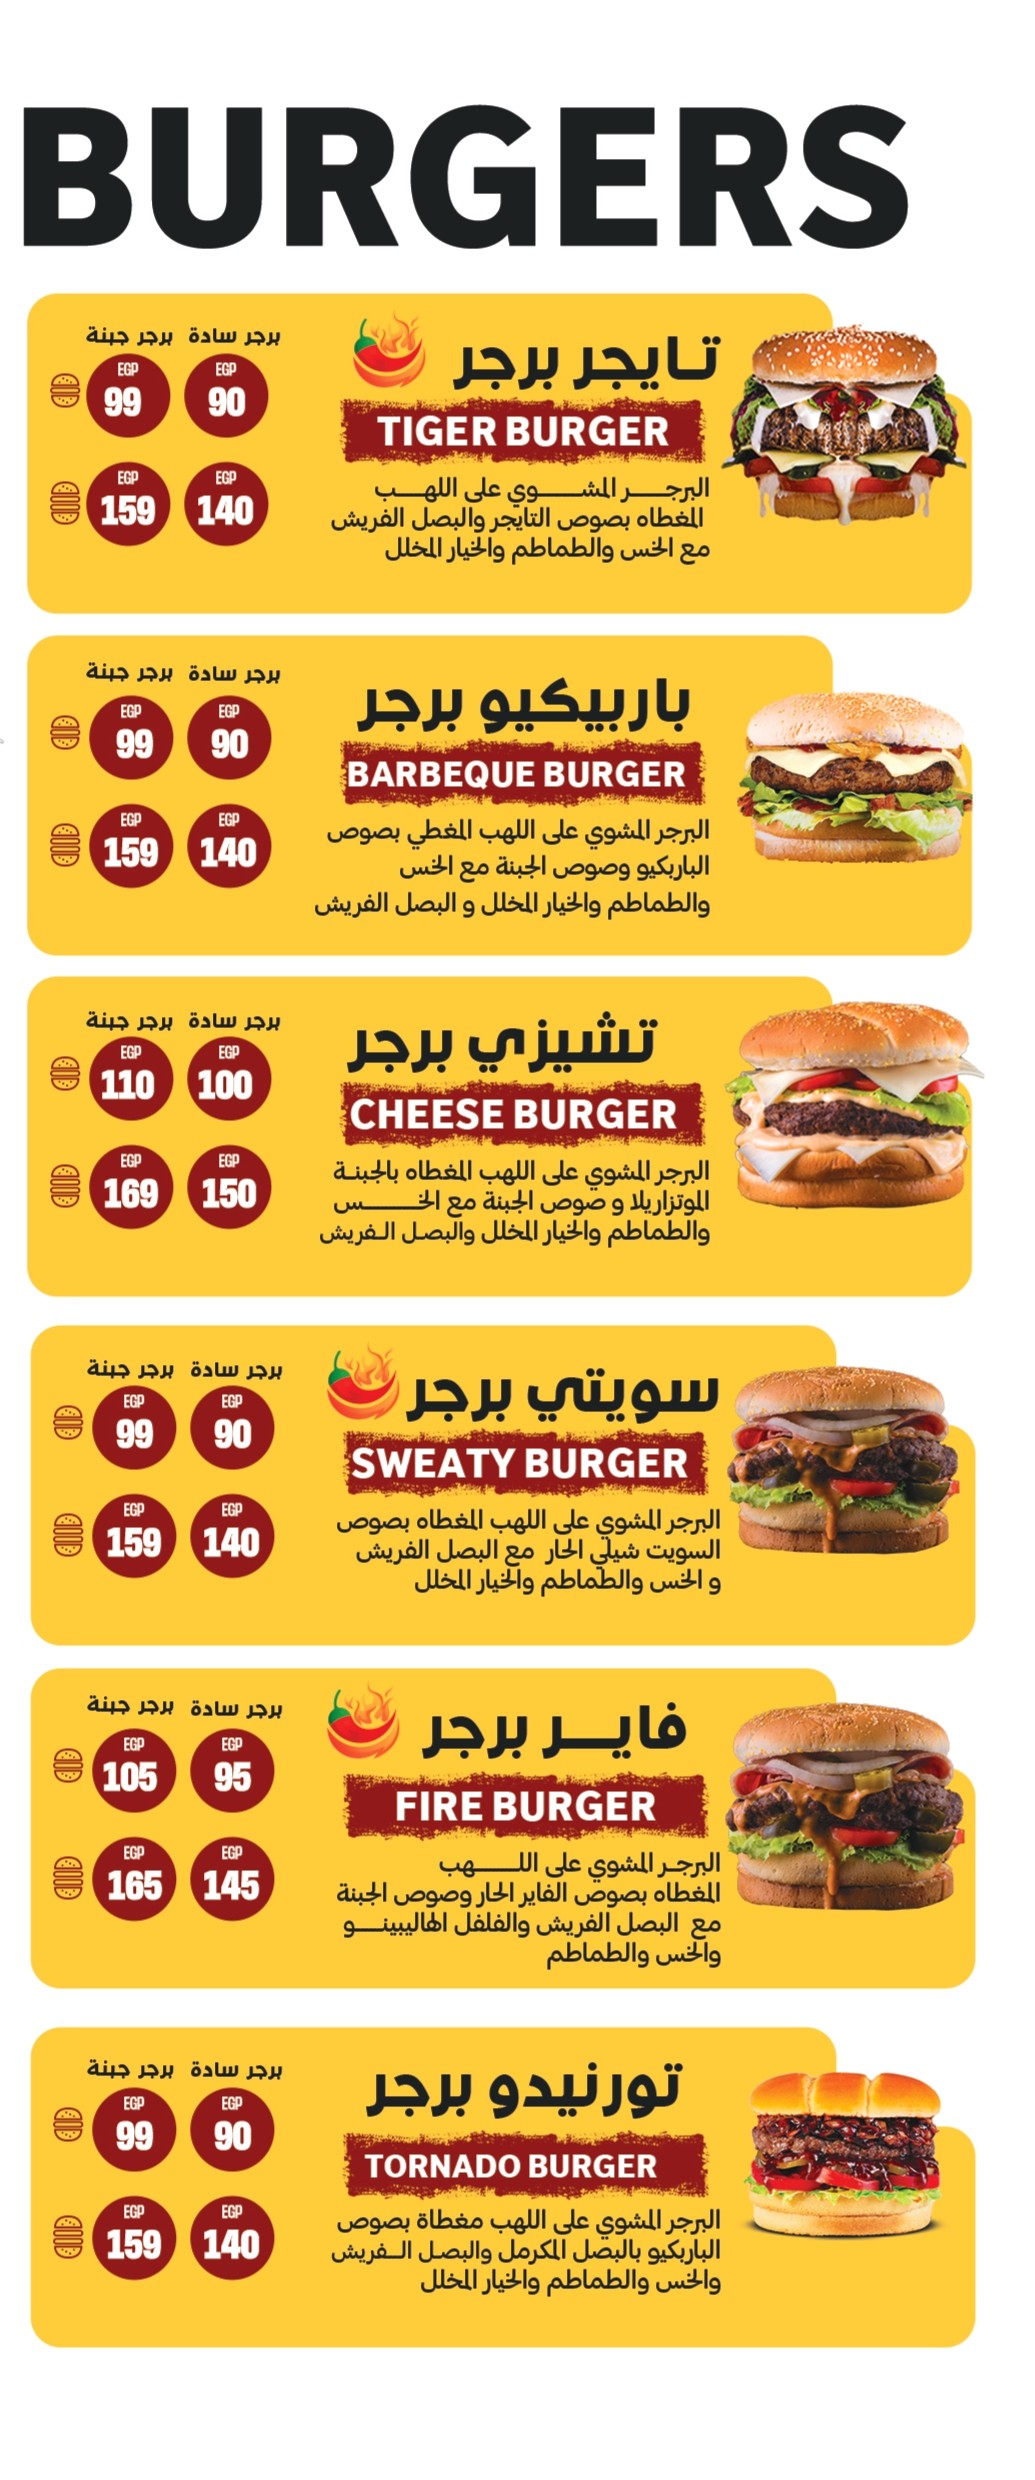 BURGERS
تايجر برجر
TIGER BURGER
البرجر المشوي على اللهب
المغطاه بصوص التايجر والبصل الفريش
مع الخس والطماطم والخيار المخلل
برجر سادة برجر جبنة
EGP 90 EGP 99
EGP 140 EGP 159
باربيكيو برجر
BARBEQUE BURGER
البرجر المشوي على اللهب المغطي بصوص
الباربكيو وصوص الجبنة مع الخس
والطماطم والخيار المخلل و البصل الفريش
برجر سادة برجر جبنة
EGP 90 EGP 99
EGP 140 EGP 159
تشيزي برجر
CHEESE BURGER
البرجر المشوي على اللهب المغطاه بالجبنة
الموتزاريلا و صوص الجبنة مع الخس
والطماطم والخيار المخلل والبصل الفريش
برجر سادة برجر جبنة
EGP 100 EGP 110
EGP 150 EGP 169
سويتي برجر
SWEATY BURGER
البرجر المشوي على اللهب المغطاه بصوص
السويت شيلي الحار مع البصل الفريش
و الخس والطماطم والخيار المخلل
برجر سادة برجر جبنة
EGP 90 EGP 99
EGP 140 EGP 159
فاير برجر
FIRE BURGER
البرجر المشوي على اللهب
المغطاه بصوص الفاير الحار وصوص الجبنة
مع البصل الفريش والفلفل الهاليبينو
والخس والطماطم
برجر سادة برجر جبنة
EGP 95 EGP 105
EGP 145 EGP 165
تورنيدو برجر
TORNADO BURGER
البرجر المشوي على اللهب مغطاة بصوص
الباربكيو بالبصل المكرمل والبصل الفريش
والخس والطماطم والخيار المخلل
برجر سادة برجر جبنة
EGP 90 EGP 99
EGP 140 EGP 159